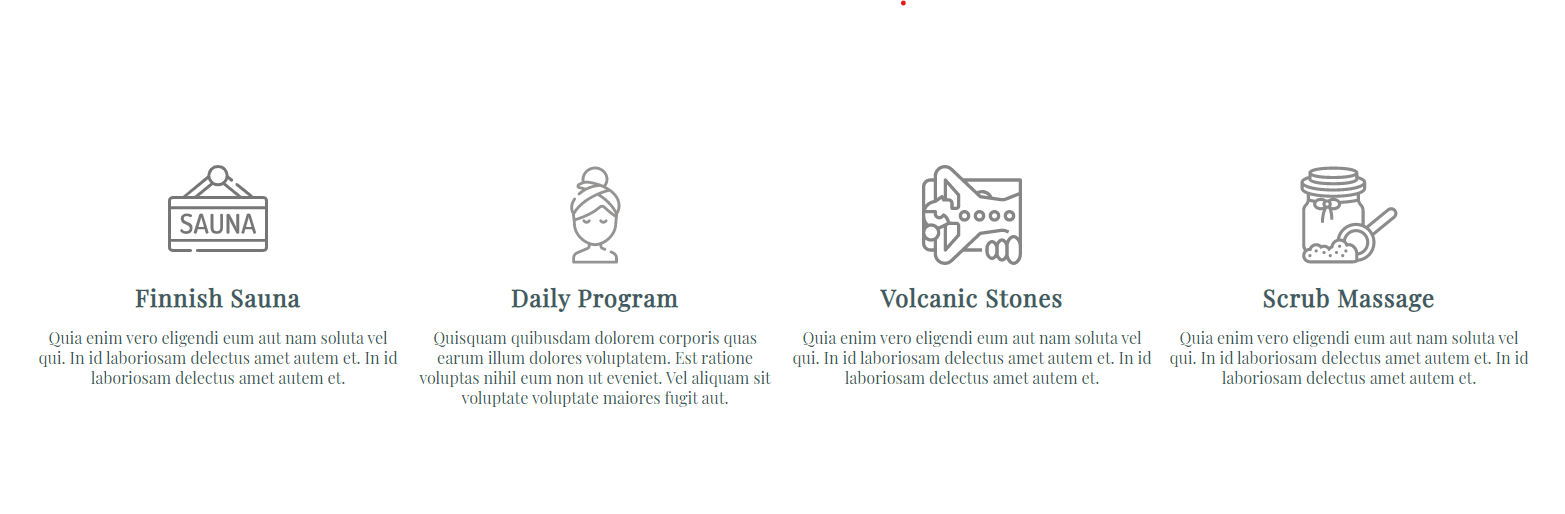 SAUNA
Finnish Sauna
Quia enim vero eligendi eum aut nam soluta vel
qui. In id laboriosam delectus amet autem et. In id
laboriosam delectus amet autem et.
Daily Program
Quisquam quibusdam dolorem corporis quas
earum illum dolores voluptatem. Est ratione
voluptas nihil eum non ut eveniet. Vel aliquam sit
voluptate voluptate maiores fugit aut.
Volcanic Stones
Quia enim vero eligendi eum aut nam soluta vel
qui. In id laboriosam delectus amet autem et. In id
laboriosam delectus amet autem et.
Scrub Massage
Quia enim vero eligendi eum aut nam soluta vel
qui. In id laboriosam delectus amet autem et. In id
laboriosam delectus amet autem et.